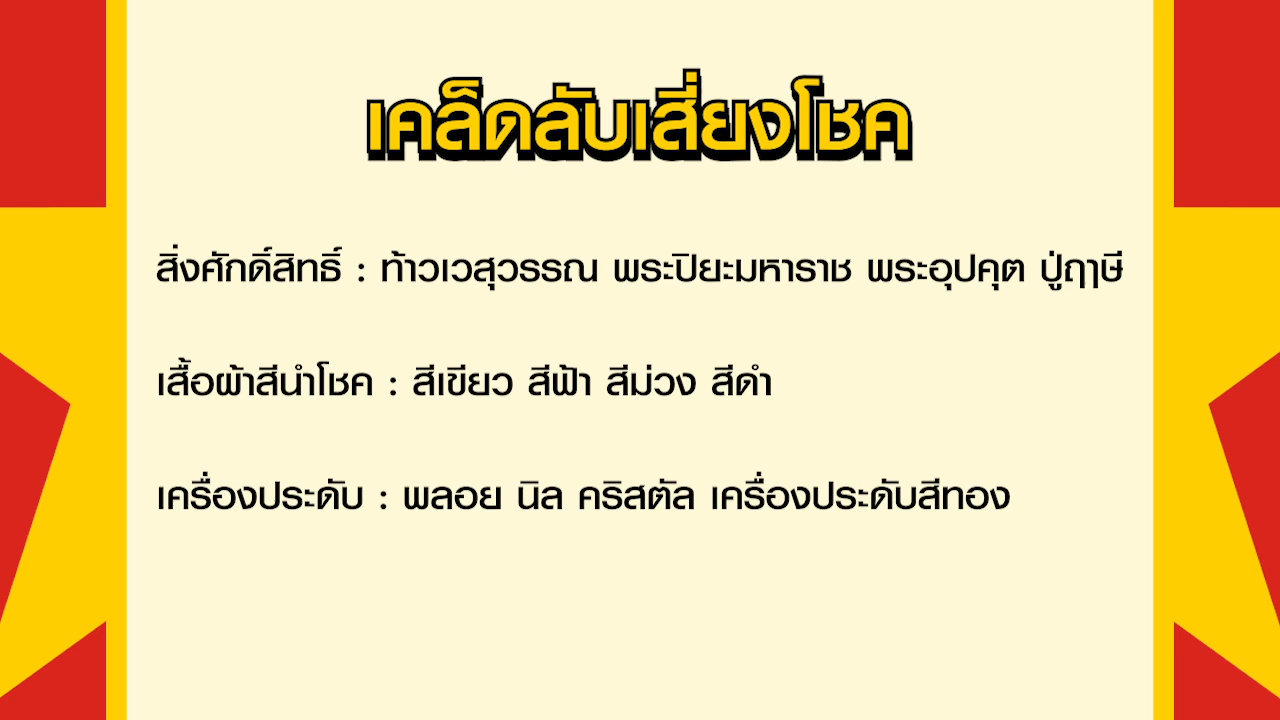 เคล็ดลับเสี่ยงโชค
สิ่งศักดิ์สิทธิ์ : ท้าวเวสุวรรณ พระปิยะมหาราช พระอุปคุต ปู่ฤๅษี
เสื้อผ้าสีนำโชค : สีเขียว สีฟ้า สีม่วง สีดำ
เครื่องประดับ : พลอย นิล คริสตัล เครื่องประดับสีทอง